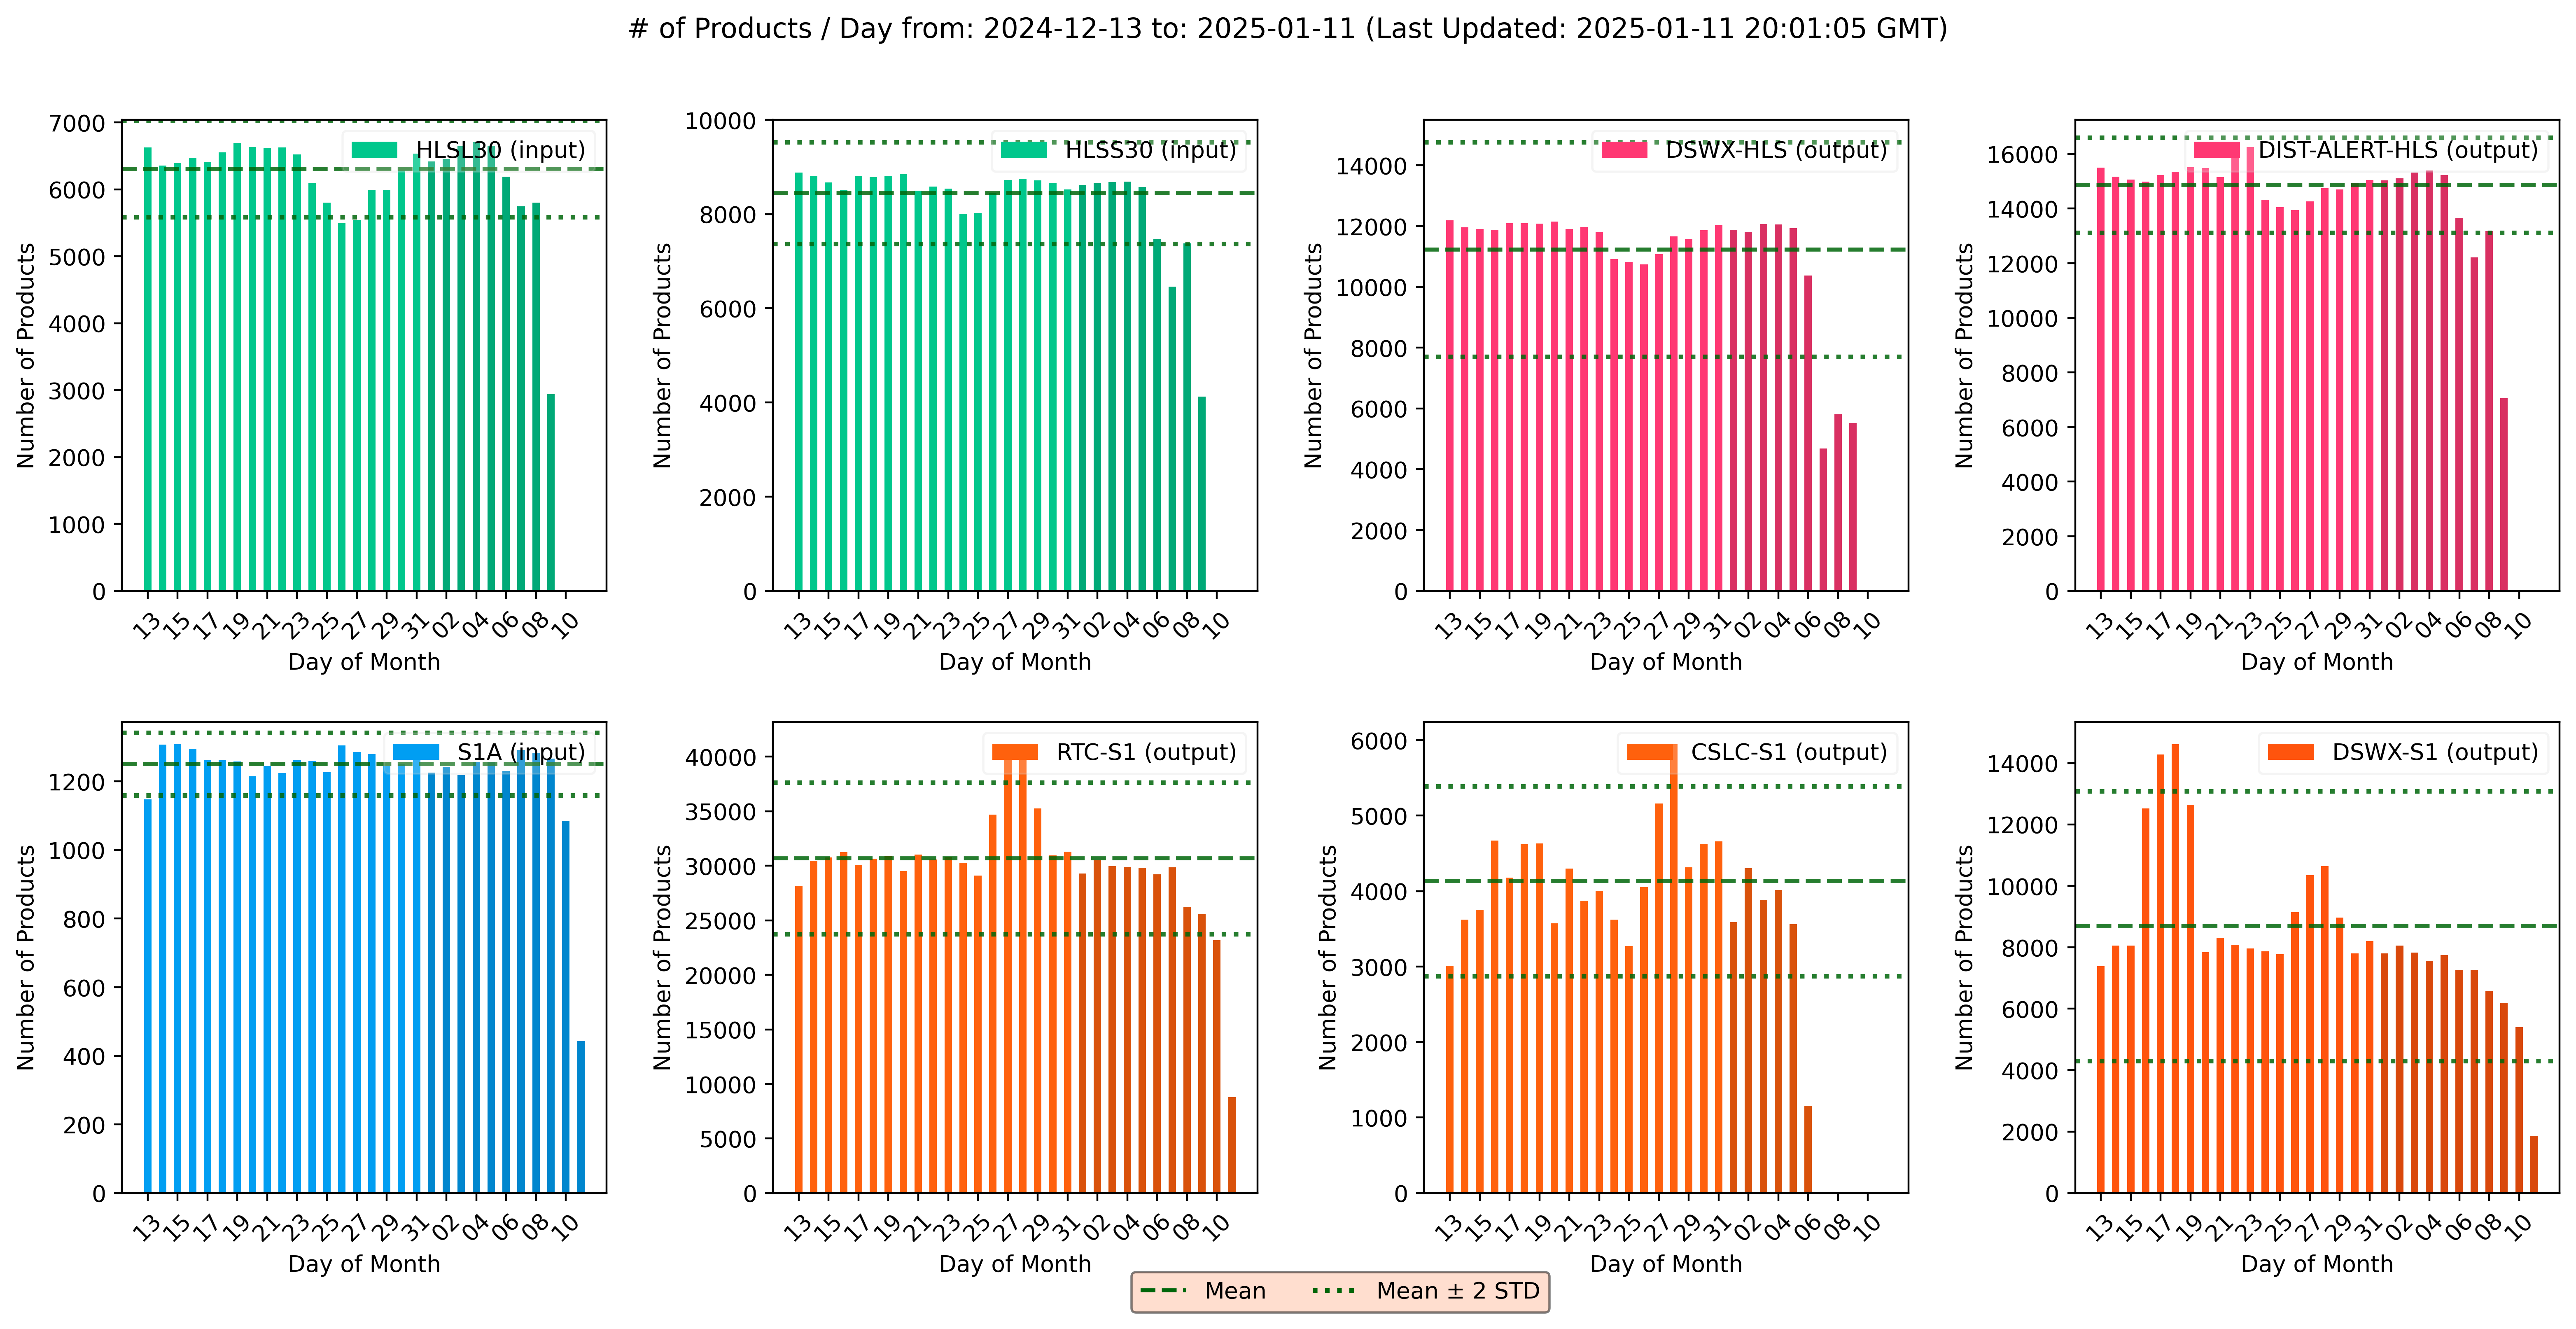 # of Products / Day from: 2024-12-13 to: 2025-01-11 (Last Updated: 2025-01-11 20:01:05 GMT)
HLSL30 (input)
Number of Products
7000
6000
5000
4000
3000
2000
1000
0
13 15 17 19 21 23 25 27 29 31 02 04 06 08 10
Day of Month
HLSS30 (input)
Number of Products
10000
8000
6000
4000
2000
0
13 15 17 19 21 23 25 27 29 31 02 04 06 08 10
Day of Month
DSWX-HLS (output)
Number of Products
14000
12000
10000
8000
6000
4000
2000
0
13 15 17 19 21 23 25 27 29 31 02 04 06 08 10
Day of Month
DIST-ALERT-HLS (output)
Number of Products
16000
14000
12000
10000
8000
6000
4000
2000
0
13 15 17 19 21 23 25 27 29 31 02 04 06 08 10
Day of Month
S1A (input)
Number of Products
1200
1000
800
600
400
200
0
13 15 17 19 21 23 25 27 29 31 02 04 06 08 10
Day of Month
RTC-S1 (output)
Number of Products
40000
35000
30000
25000
20000
15000
10000
5000
0
13 15 17 19 21 23 25 27 29 31 02 04 06 08 10
Day of Month
CSLC-S1 (output)
Number of Products
6000
5000
4000
3000
2000
1000
0
13 15 17 19 21 23 25 27 29 31 02 04 06 08 10
Day of Month
DSWX-S1 (output)
Number of Products
14000
12000
10000
8000
6000
4000
2000
0
13 15 17 19 21 23 25 27 29 31 02 04 06 08 10
Day of Month
Mean
Mean ± 2 STD